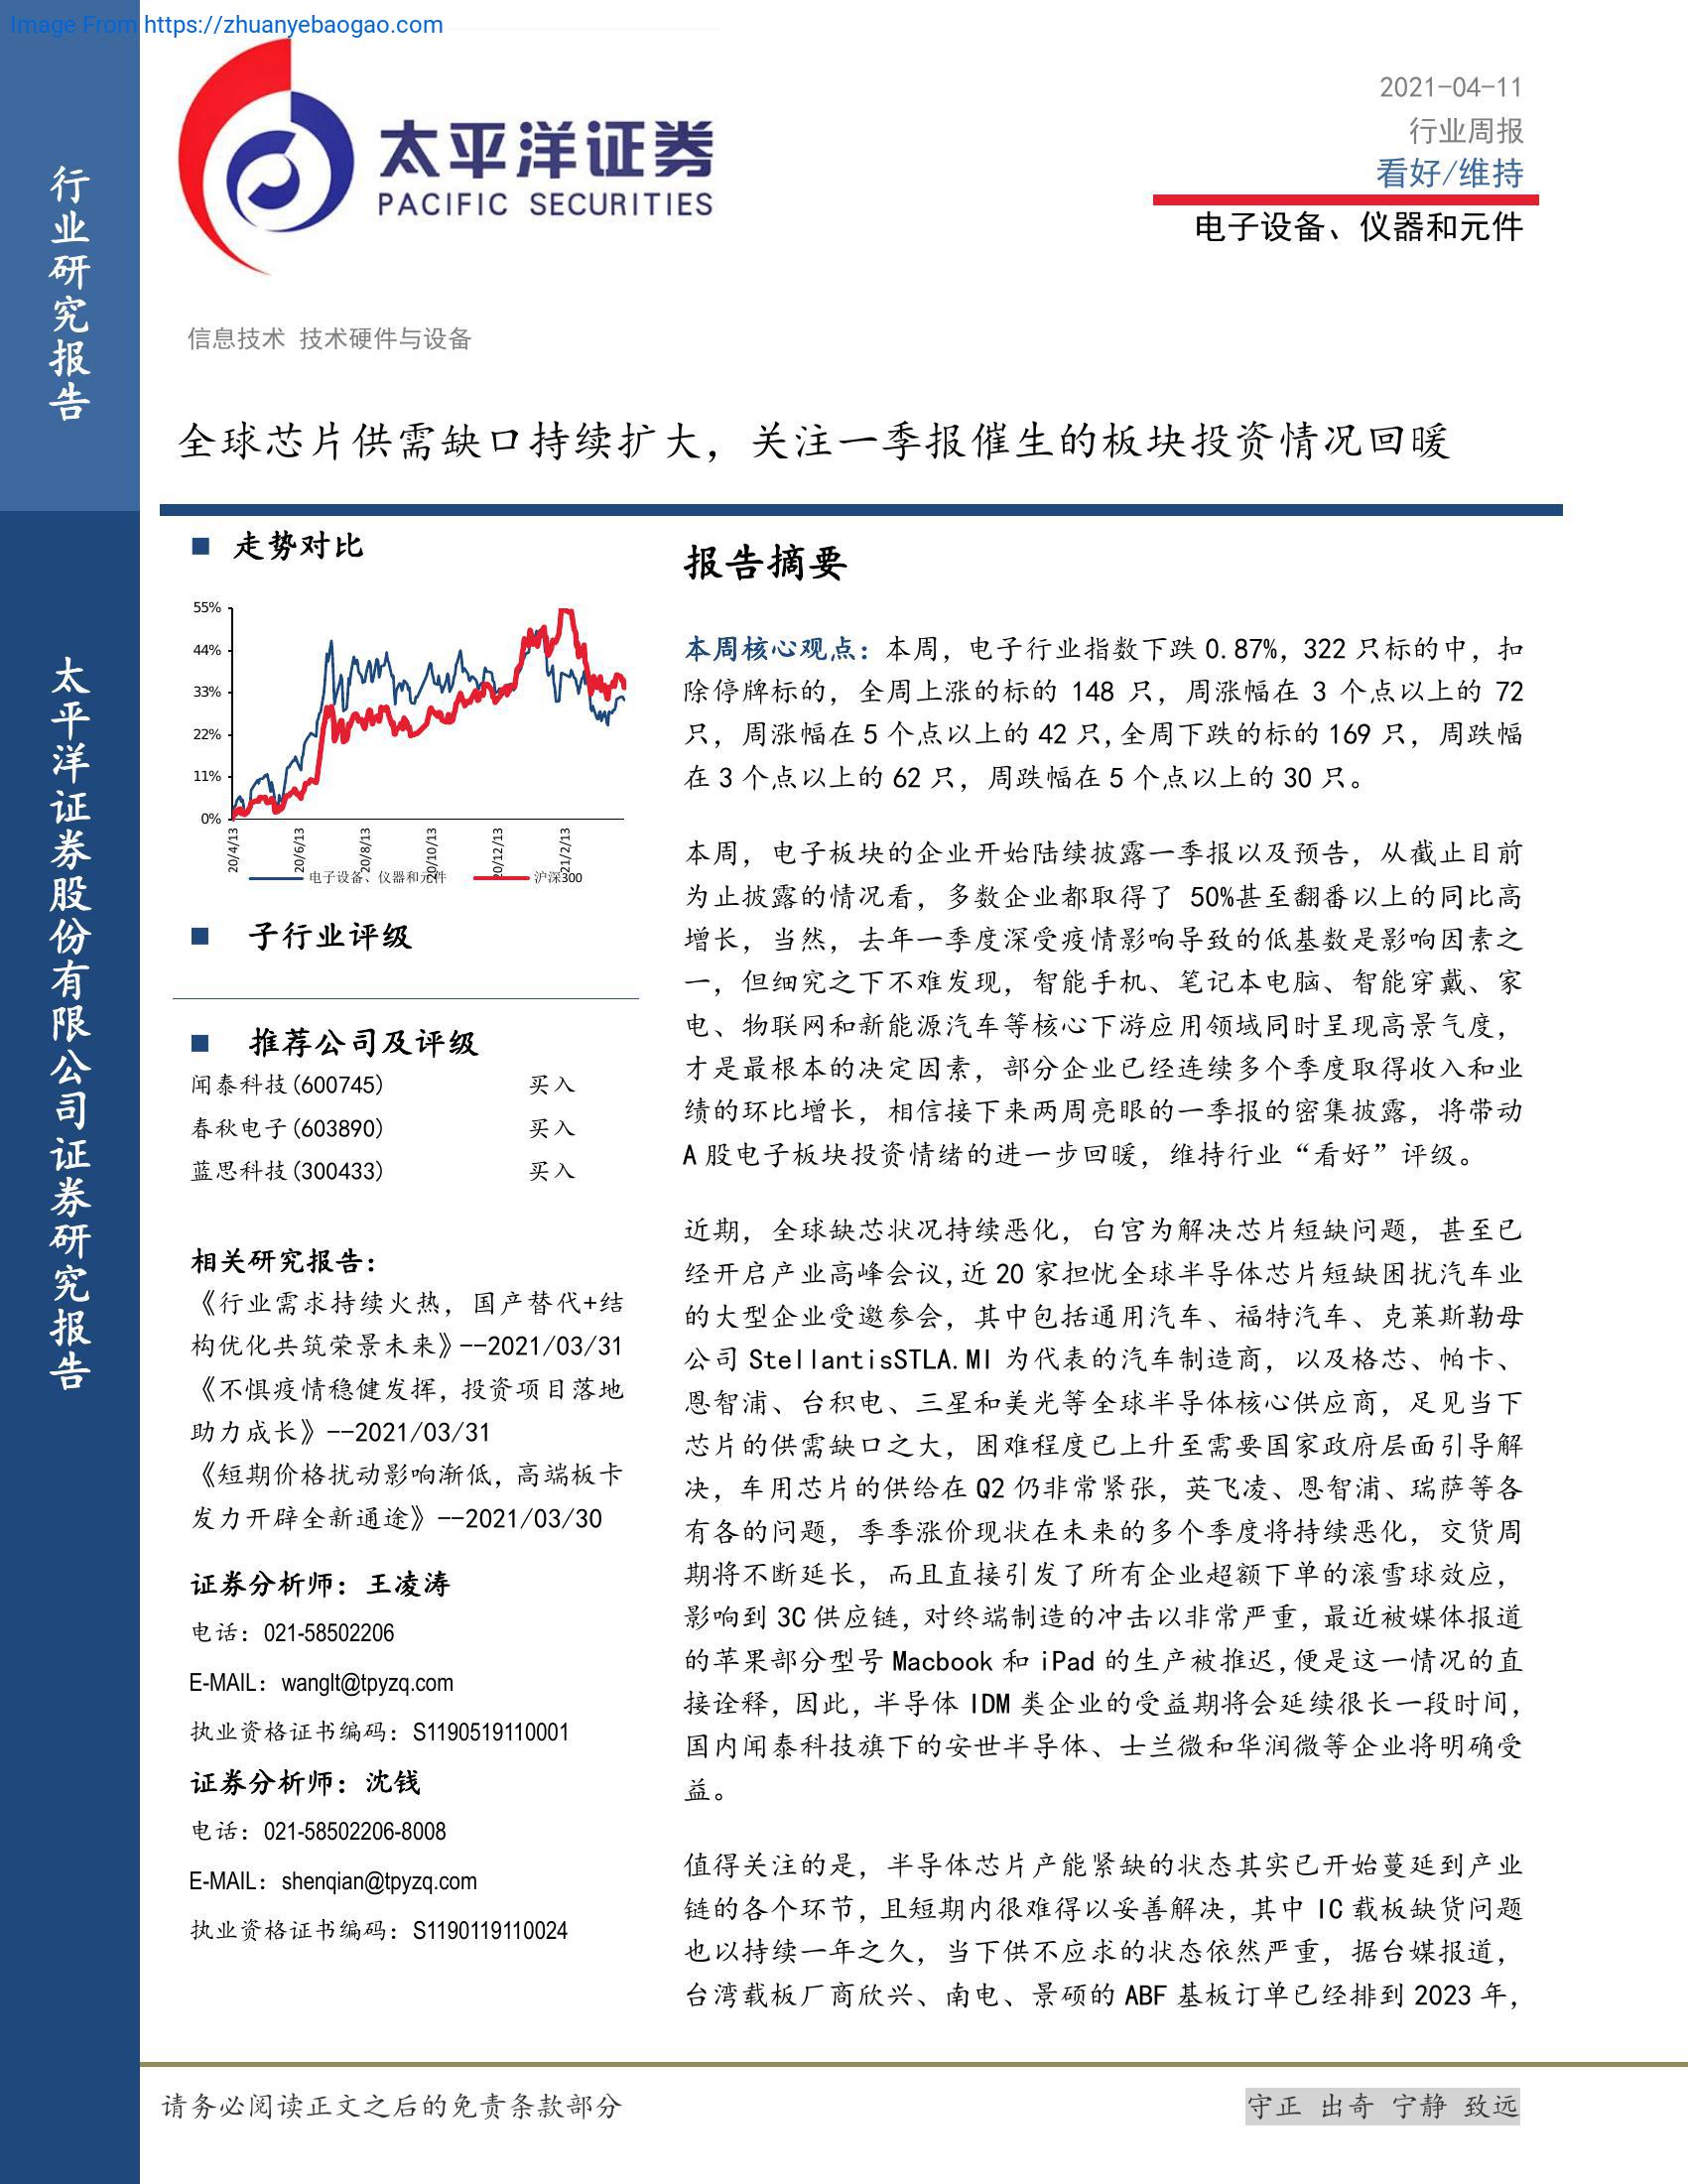 Image From https://zhuanyebaogao.com
行业研究报告
太平洋证券股份有限公司证券研究报告
太平洋证券
PACIFIC SECURITIES
2021-04-11
行业周报
看好/维持
电子设备、仪器和元件
信息技术 技术硬件与设备
全球芯片供需缺口持续扩大，关注一季报催生的板块投资情况回暖
■ 走势对比
55%
44%
33%
22%
11%
0%
20/4/13
20/6/13
20/8/13
20/10/13
20/12/13
21/2/13
电子设备、仪器和元件
沪深300
■ 子行业评级
■ 推荐公司及评级
闻泰科技(600745) 买入
春秋电子(603890) 买入
蓝思科技(300433) 买入
相关研究报告：
《行业需求持续火热，国产替代+结
构优化共筑荣景未来》--2021/03/31
《不惧疫情稳健发挥，投资项目落地
助力成长》--2021/03/31
《短期价格扰动影响渐低，高端板卡
发力开辟全新通途》--2021/03/30
证券分析师：王凌涛
电话：021-58502206
E-MAIL：wanglt@tpyzq.com
执业资格证书编码：S1190519110001
证券分析师：沈钱
电话：021-58502206-8008
E-MAIL：shenqian@tpyzq.com
执业资格证书编码：S1190119110024
报告摘要
本周核心观点：本周，电子行业指数下跌 0.87%，322 只标的中，扣
除停牌标的，全周上涨的标的 148 只，周涨幅在 3 个点以上的 72
只，周涨幅在 5 个点以上的 42 只,全周下跌的标的 169 只，周跌幅
在 3 个点以上的 62 只，周跌幅在 5 个点以上的 30 只。
本周，电子板块的企业开始陆续披露一季报以及预告，从截止目前
为止披露的情况看，多数企业都取得了 50%甚至翻番以上的同比高
增长，当然，去年一季度深受疫情影响导致的低基数是影响因素之
一，但细究之下不难发现，智能手机、笔记本电脑、智能穿戴、家
电、物联网和新能源汽车等核心下游应用领域同时呈现高景气度，
才是最根本的决定因素，部分企业已经连续多个季度取得收入和业
绩的环比增长，相信接下来两周亮眼的一季报的密集披露，将带动
A 股电子板块投资情绪的进一步回暖，维持行业“看好”评级。
近期，全球缺芯状况持续恶化，白宫为解决芯片短缺问题，甚至已
经开启产业高峰会议,近 20 家担忧全球半导体芯片短缺困扰汽车业
的大型企业受邀参会，其中包括通用汽车、福特汽车、克莱斯勒母
公司 StellantisSTLA.MI 为代表的汽车制造商，以及格芯、帕卡、
恩智浦、台积电、三星和美光等全球半导体核心供应商，足见当下
芯片的供需缺口之大，困难程度已上升至需要国家政府层面引导解
决，车用芯片的供给在 Q2 仍非常紧张，英飞凌、恩智浦、瑞萨等各
有各的问题，季季涨价现状在未来的多个季度将持续恶化，交货周
期将不断延长，而且直接引发了所有企业超额下单的滚雪球效应，
影响到 3C 供应链，对终端制造的冲击以非常严重，最近被媒体报道
的苹果部分型号 Macbook 和 iPad 的生产被推迟,便是这一情况的直
接诠释，因此，半导体 IDM 类企业的受益期将会延续很长一段时间，
国内闻泰科技旗下的安世半导体、士兰微和华润微等企业将明确受
益。
值得关注的是，半导体芯片产能紧缺的状态其实已开始蔓延到产业
链的各个环节，且短期内很难得以妥善解决，其中 IC 载板缺货问题
也以持续一年之久，当下供不应求的状态依然严重，据台媒报道，
台湾载板厂商欣兴、南电、景硕的 ABF 基板订单已经排到 2023 年，
请务必阅读正文之后的免责条款部分
守正 出奇 宁静 致远